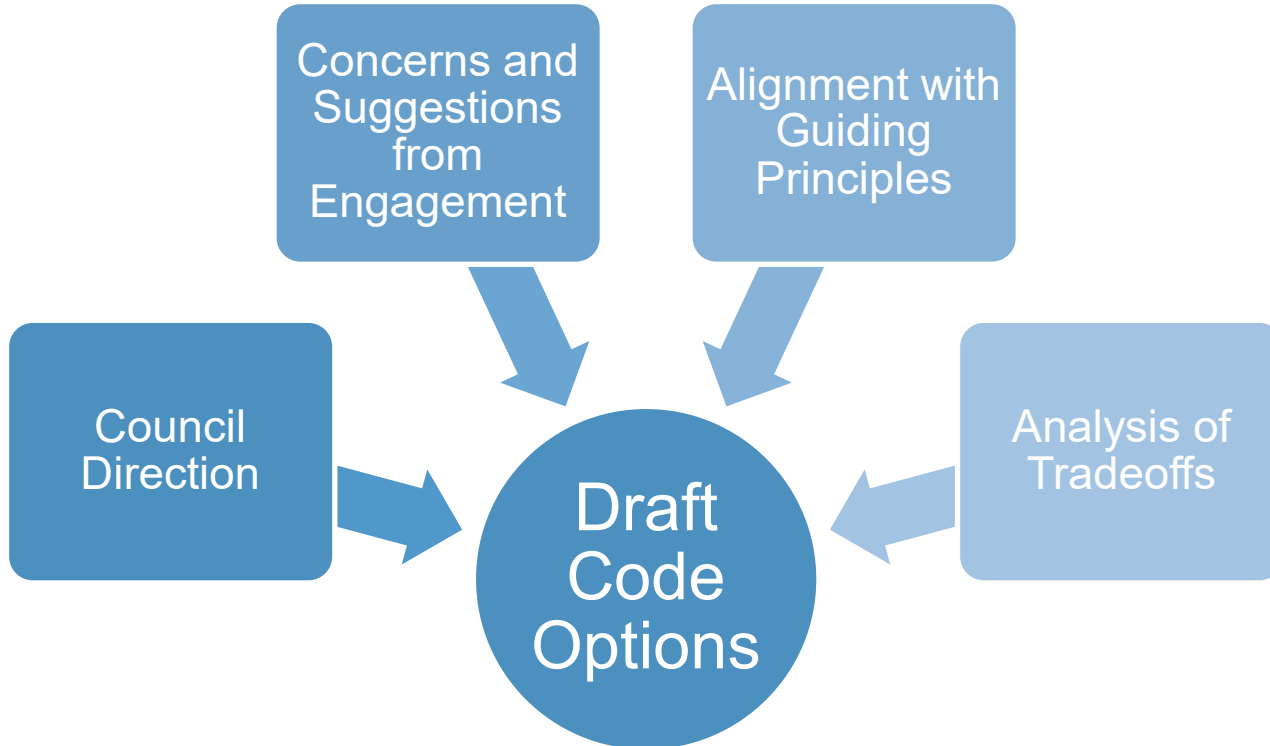 Concerns and
Suggestions
from
Engagement
Alignment with
Guiding
Principles
Council
Direction
Analysis of
Tradeoffs
Draft
Code
Options